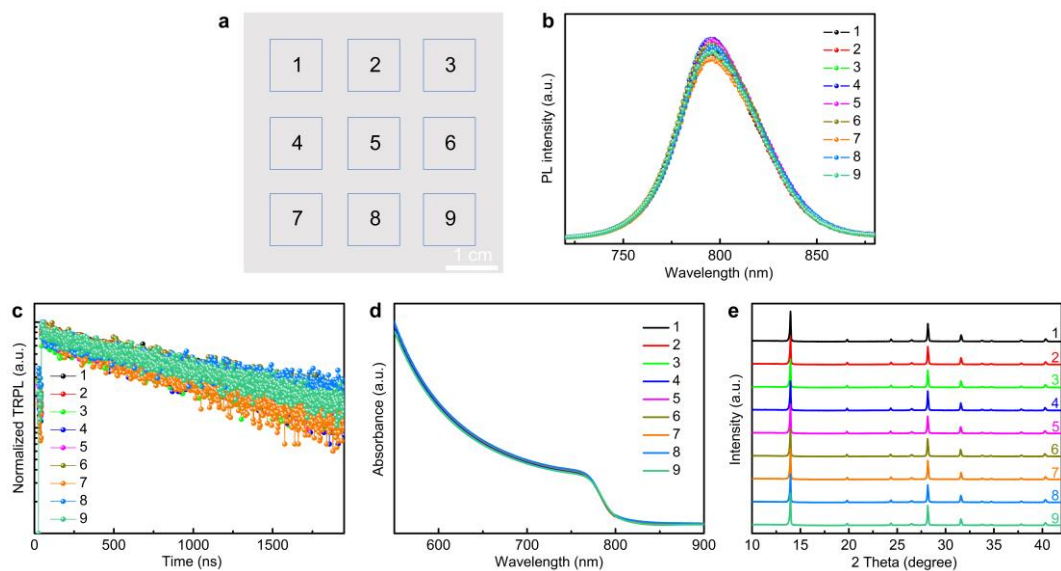 a
1 2 3
4 5 6
7 8 9
1 cm
b
PL intensity (a.u.)
1
2
3
4
5
6
7
8
9
750 800 850
Wavelength (nm)
c
Normalized TRPL (a.u.)
1
2
3
4
5
6
7
8
9
0 500 1000 1500
Time (ns)
d
Absorbance (a.u.)
1
2
3
4
5
6
7
8
9
600 700 800 900
Wavelength (nm)
e
Intensity (a.u.)
1
2
3
4
5
6
7
8
9
10 15 20 25 30 35 40
2 Theta (degree)